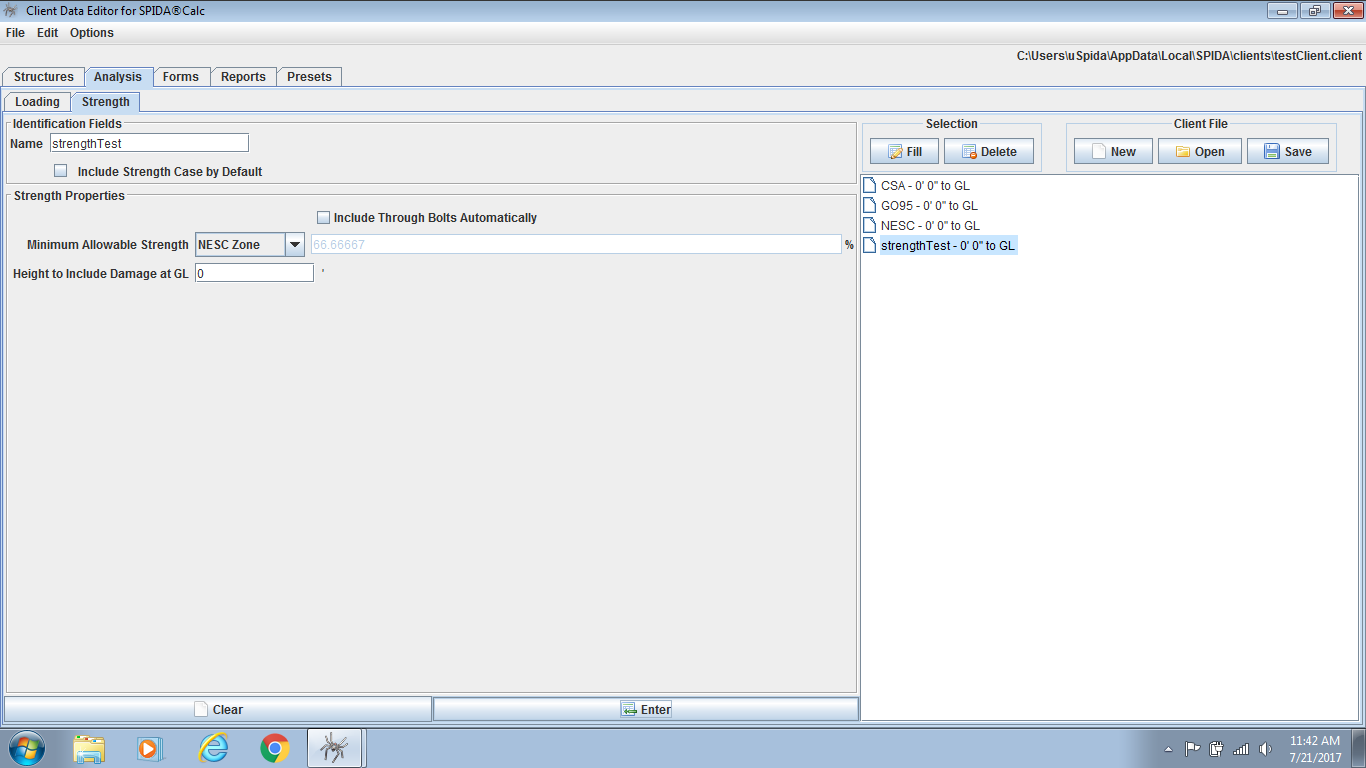 Client Data Editor for SPIDA®Calc
File Edit Options
C:\Users\uSpida\AppData\Local\SPIDA\clients\testClient.client
Structures Analysis Forms Reports Presets
Loading Strength
Identification Fields
Name strengthTest
Include Strength Case by Default
Strength Properties
Include Through Bolts Automatically
Minimum Allowable Strength NESC Zone 66.66667 %
Height to Include Damage at GL 0 '
Clear Enter
Selection Client File
Fill Delete New Open Save
CSA - 0' 0" to GL
GO95 - 0' 0" to GL
NESC - 0' 0" to GL
strengthTest - 0' 0" to GL
11:42 AM
7/21/2017